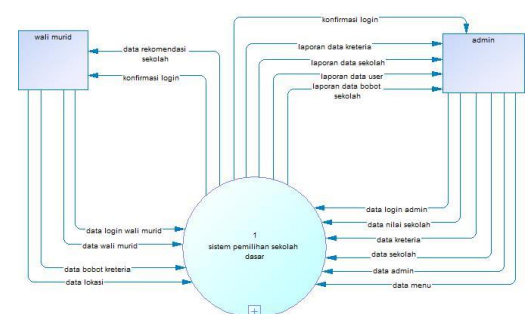 konfirmasi login
wali murid
admin
data rekomendasi
sekolah
konfirmasi login
laporan data kreteria
laporan data sekolah
laporan data user
laporan data bobot
sekolah
1
sistem pemilihan sekolah
dasar
data login wali murid
data wali murid
data bobot kreteria
data lokasi
data login admin
data nilai sekolah
data kreteria
data sekolah
data admin
data menu